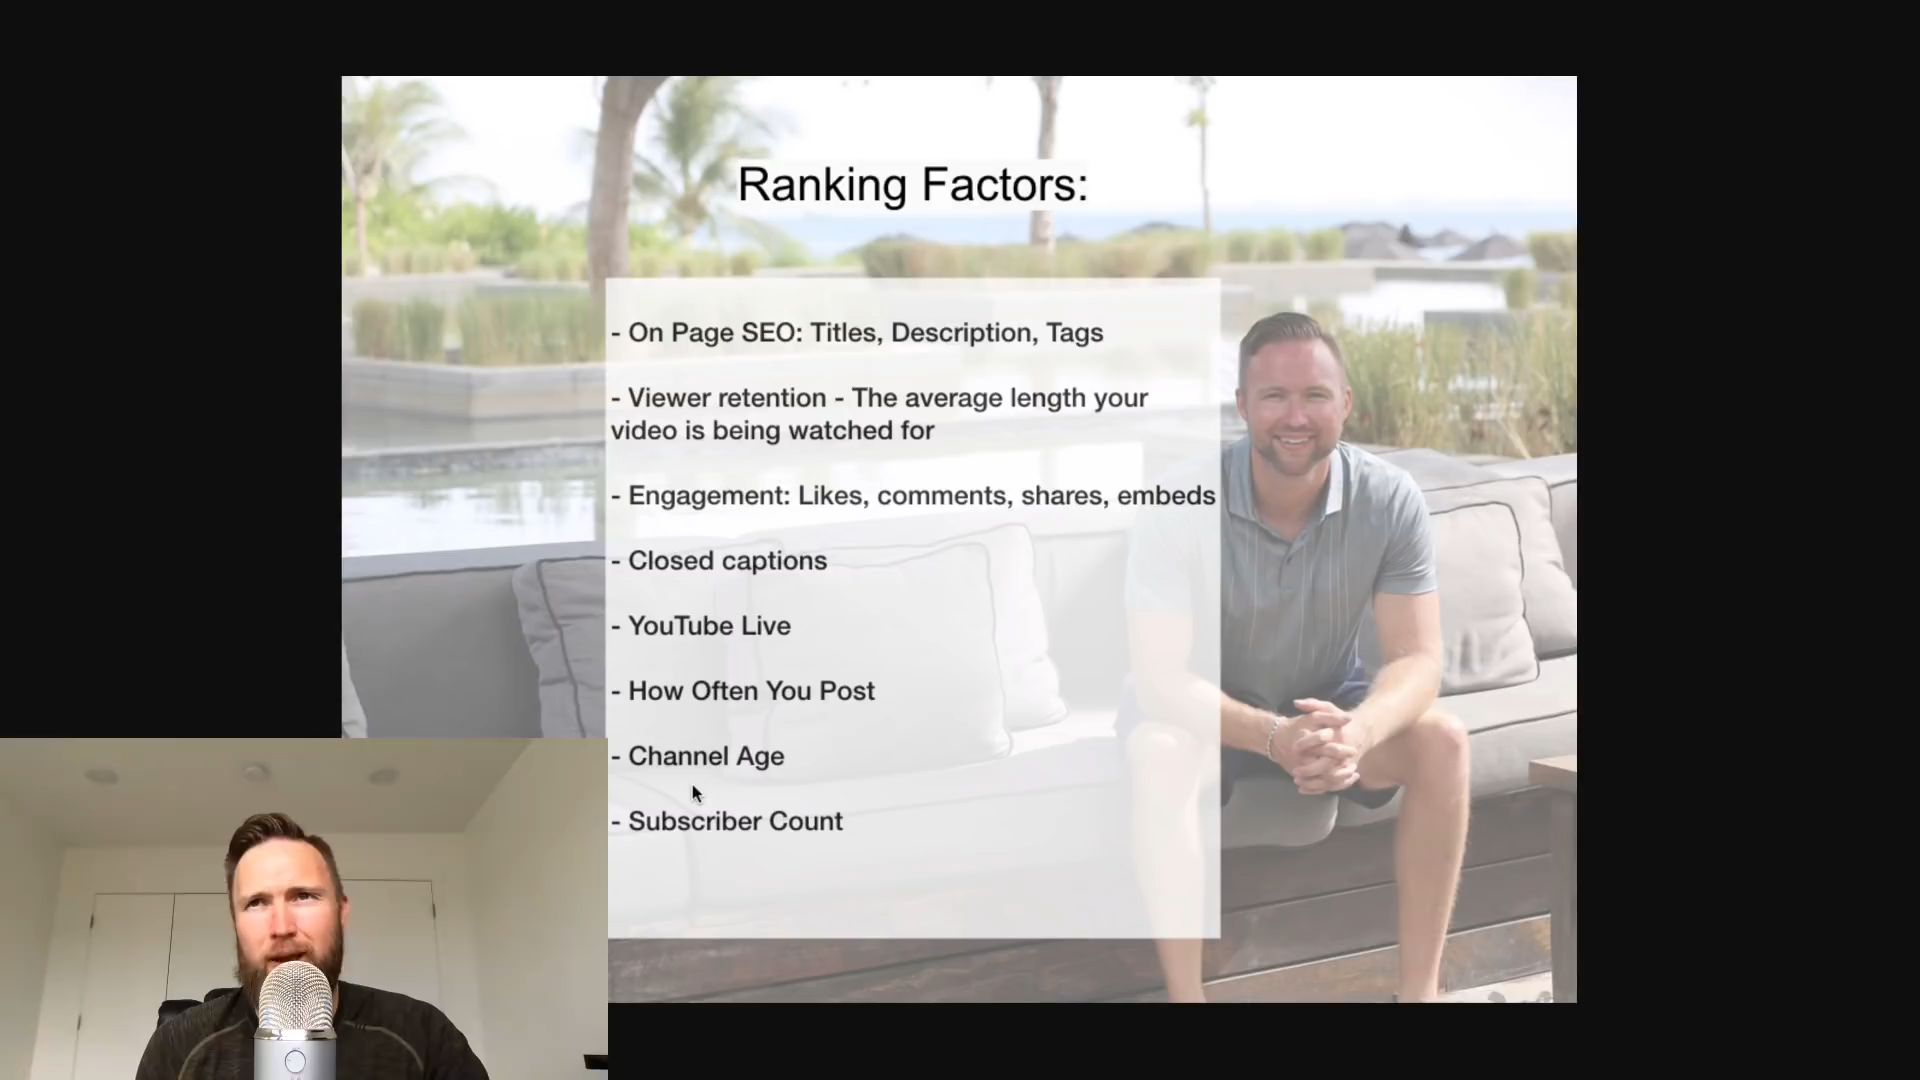 Ranking Factors:
- On Page SEO: Titles, Description, Tags
- Viewer retention - The average length your
video is being watched for
- Engagement: Likes, comments, shares, embeds
- Closed captions
- YouTube Live
- How Often You Post
- Channel Age
- Subscriber Count